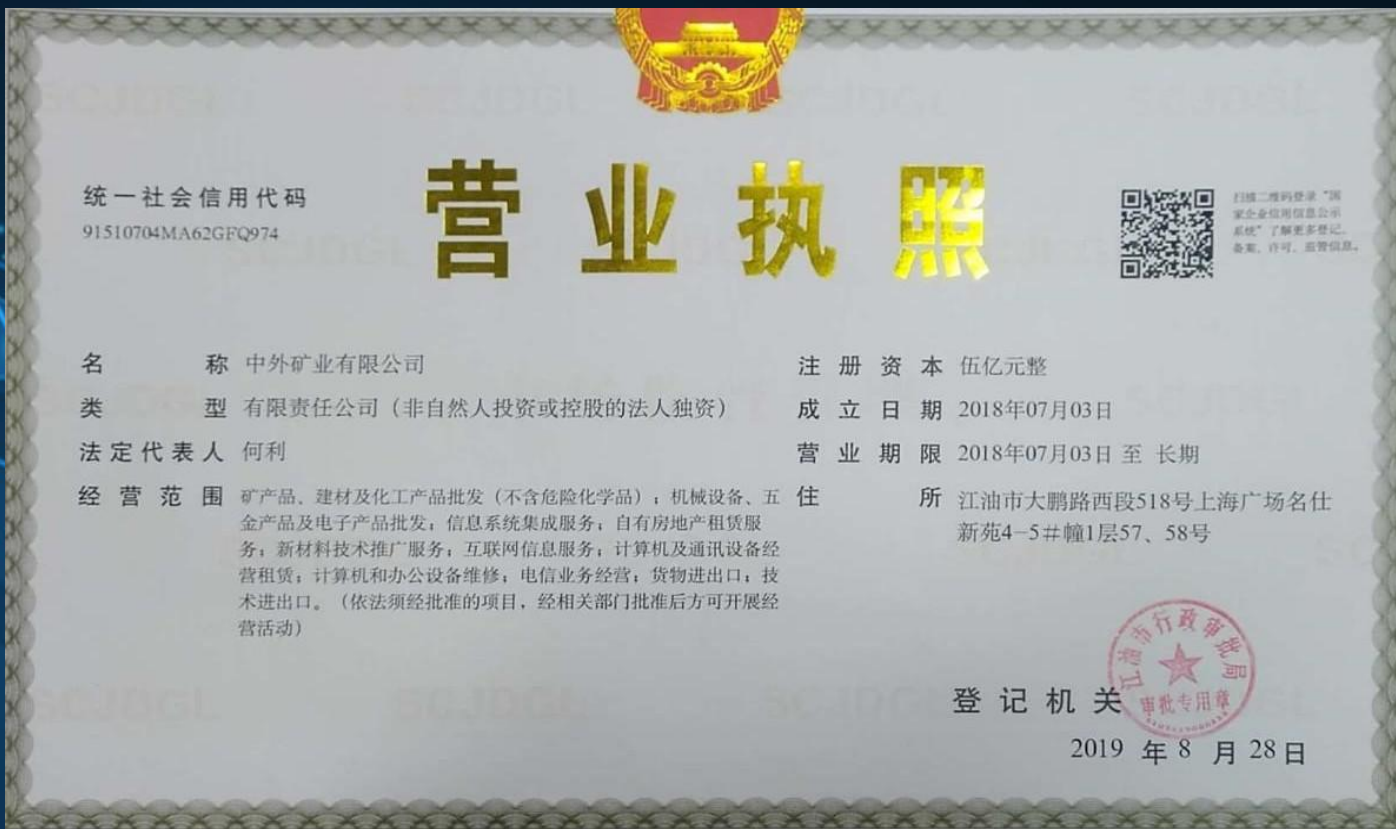 营业执照
统一社会信用代码
91510704MA62GFQ974
扫描二维码登录“国
家企业信用信息公示
系统”了解更多登记、
备案、许可、监管信息。
名称 中外矿业有限公司
类型 有限责任公司（非自然人投资或控股的法人独资）
法定代表人 何利
经营范围 矿产品、建材及化工产品批发（不含危险化学品）；机械设备、五
金产品及电子产品批发；信息系统集成服务；自有房地产租赁服
务；新材料技术推广服务；互联网信息服务；计算机及通讯设备经
营租赁；计算机和办公设备维修；电信业务经营；货物进出口；技
术进出口。（依法须经批准的项目，经相关部门批准后方可开展经
营活动）
注册资本 伍亿元整
成立日期 2018年07月03日
营业期限 2018年07月03日 至 长期
住所 江油市大鹏路西段518号上海广场名仕
新苑4-5#幢1层57、58号
江油市行政审批局
审批专用章
登记机关
2019 年 8 月 28 日
SCJDGL